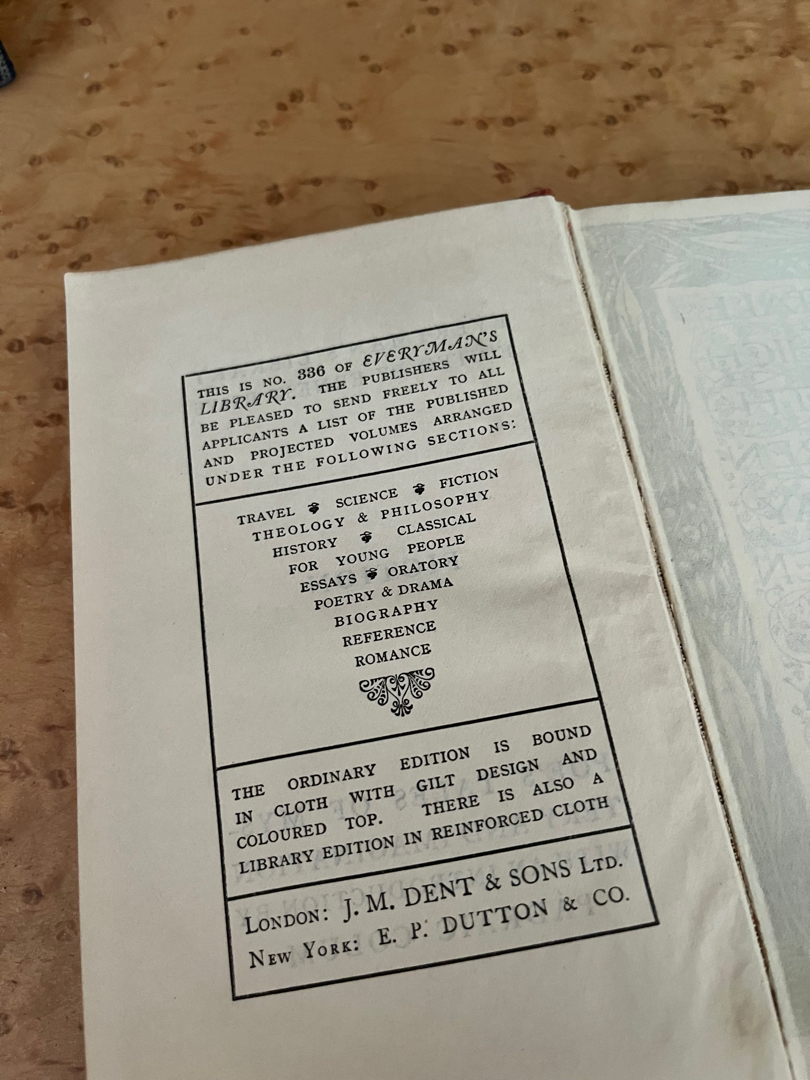 THIS IS NO. 336 OF EVERYMAN'S
LIBRARY. THE PUBLISHERS WILL
BE PLEASED TO SEND FREELY TO ALL
APPLICANTS A LIST OF THE PUBLISHED
AND PROJECTED VOLUMES ARRANGED
UNDER THE FOLLOWING SECTIONS:
TRAVEL ❦ SCIENCE ❦ FICTION
THEOLOGY & PHILOSOPHY
HISTORY ❦ CLASSICAL
FOR YOUNG PEOPLE
ESSAYS ❦ ORATORY
POETRY & DRAMA
BIOGRAPHY
REFERENCE
ROMANCE
THE ORDINARY EDITION IS BOUND
IN CLOTH WITH GILT DESIGN AND
COLOURED TOP. THERE IS ALSO A
LIBRARY EDITION IN REINFORCED CLOTH
LONDON: J. M. DENT & SONS LTD.
NEW YORK: E. P. DUTTON & CO.